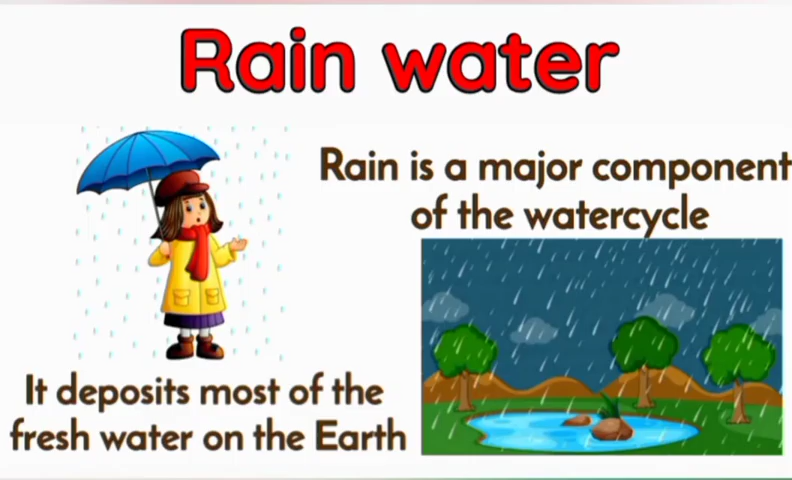 Rain water
Rain is a major component
of the watercycle
It deposits most of the
fresh water on the Earth